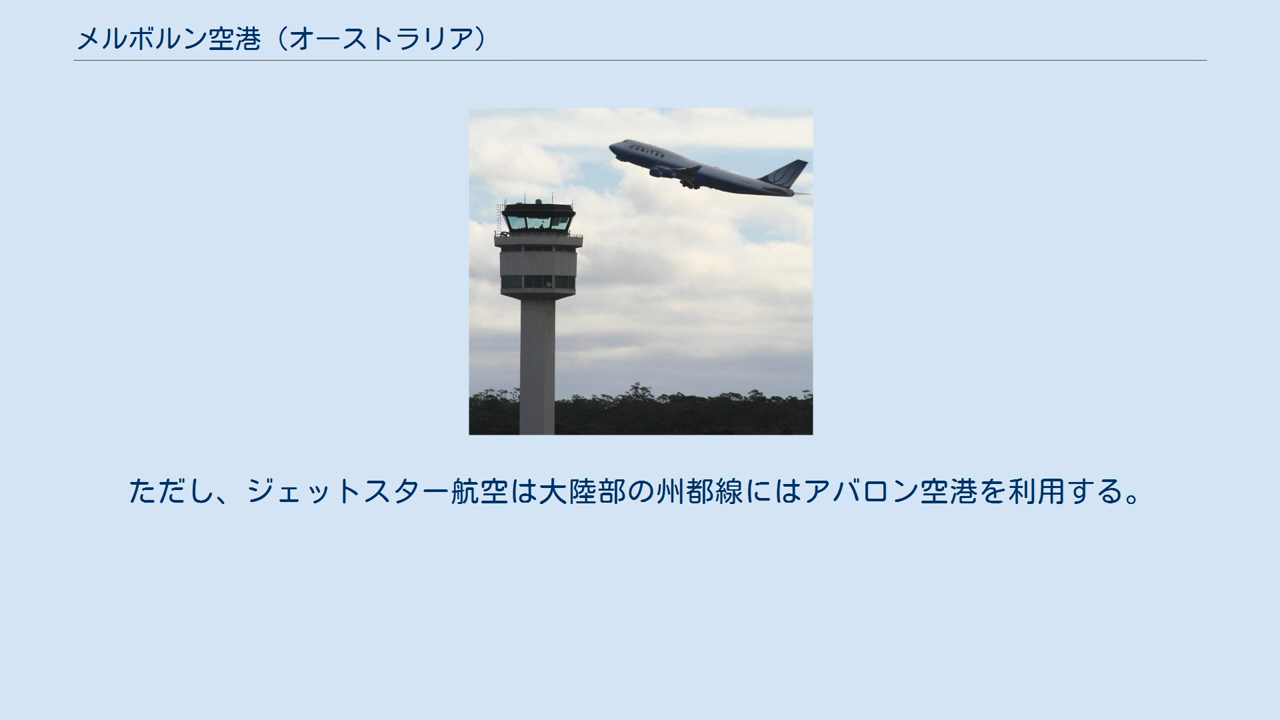 メルボルン空港（オーストラリア）
UNITED
ただし、ジェットスター航空は大陸部の州都線にはアバロン空港を利用する。